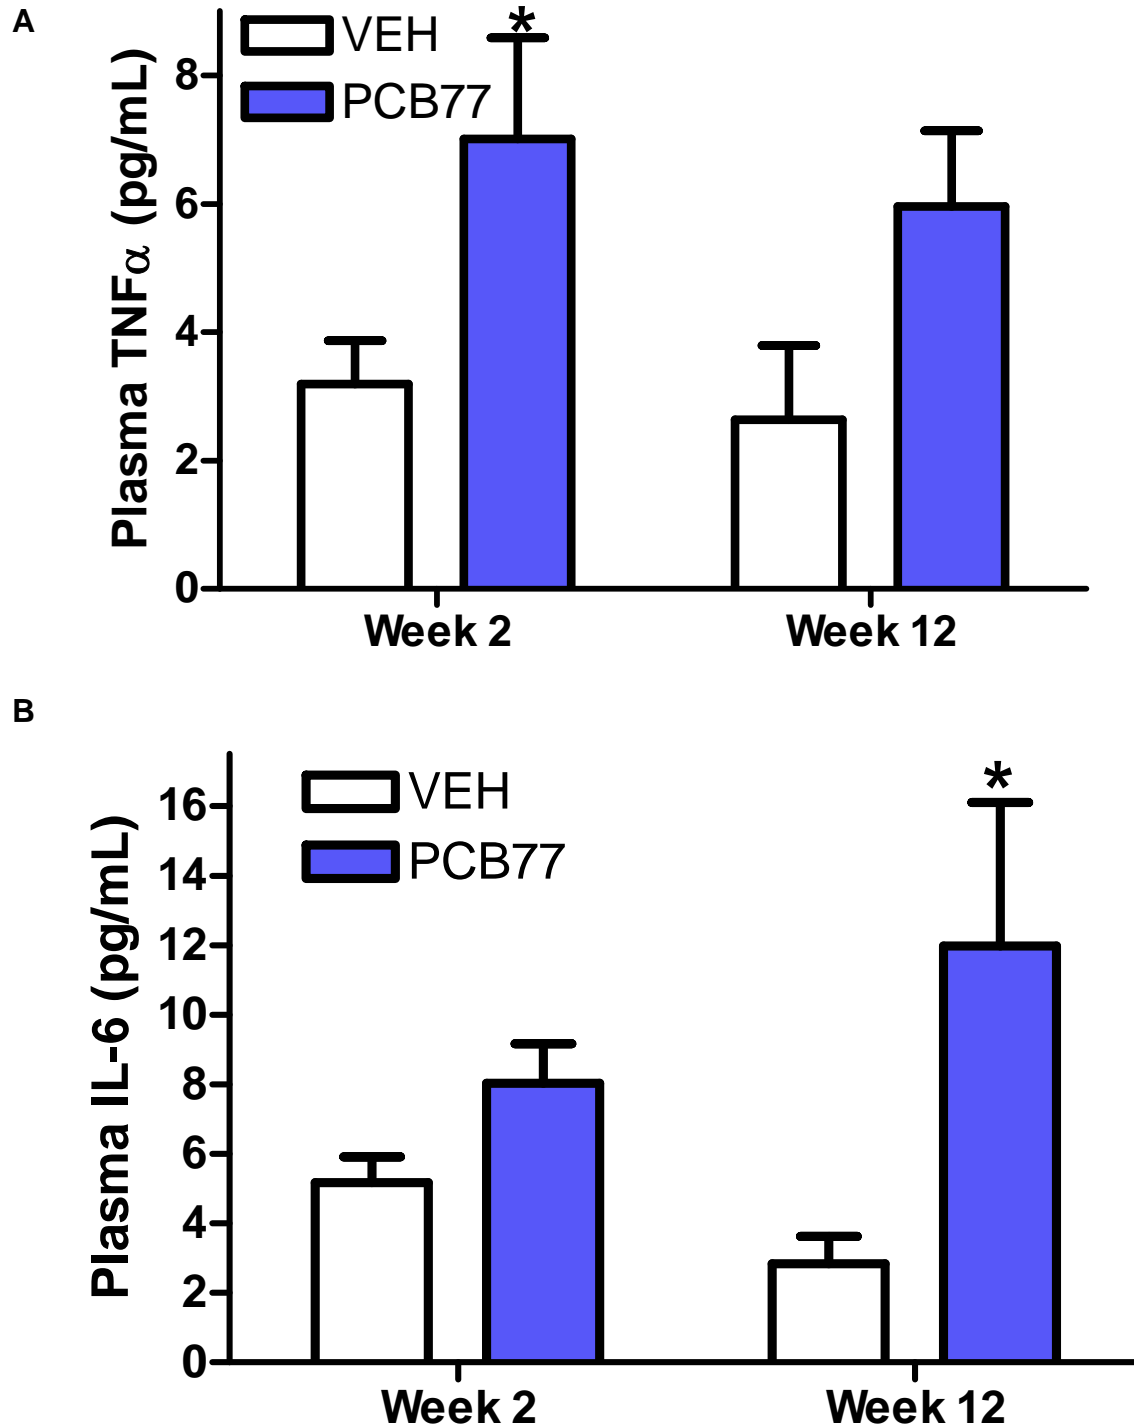 A
*
VEH
PCB77
Plasma TNFα (pg/mL)
8
6
4
2
0
Week 2 Week 12
B
*
VEH
PCB77
Plasma IL-6 (pg/mL)
16
14
12
10
8
6
4
2
0
Week 2 Week 12